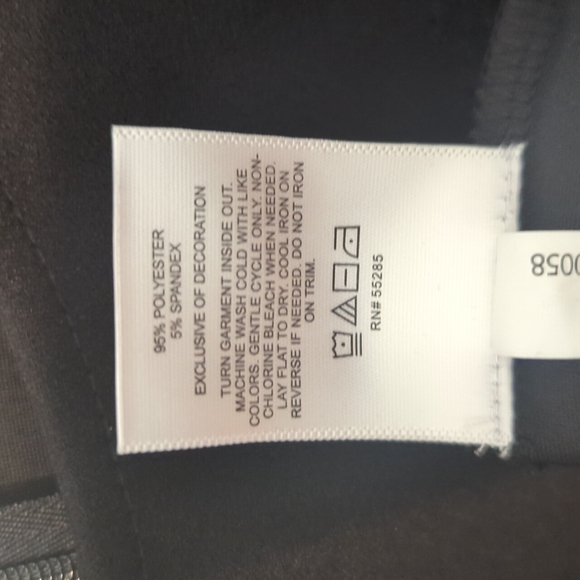 95% POLYESTER
5% SPANDEX
EXCLUSIVE OF DECORATION
TURN GARMENT INSIDE OUT.
MACHINE WASH COLD WITH LIKE
COLORS. GENTLE CYCLE ONLY. NON-
CHLORINE BLEACH WHEN NEEDED.
LAY FLAT TO DRY. COOL IRON ON
REVERSE IF NEEDED. DO NOT IRON
ON TRIM.
RN# 55285
0058